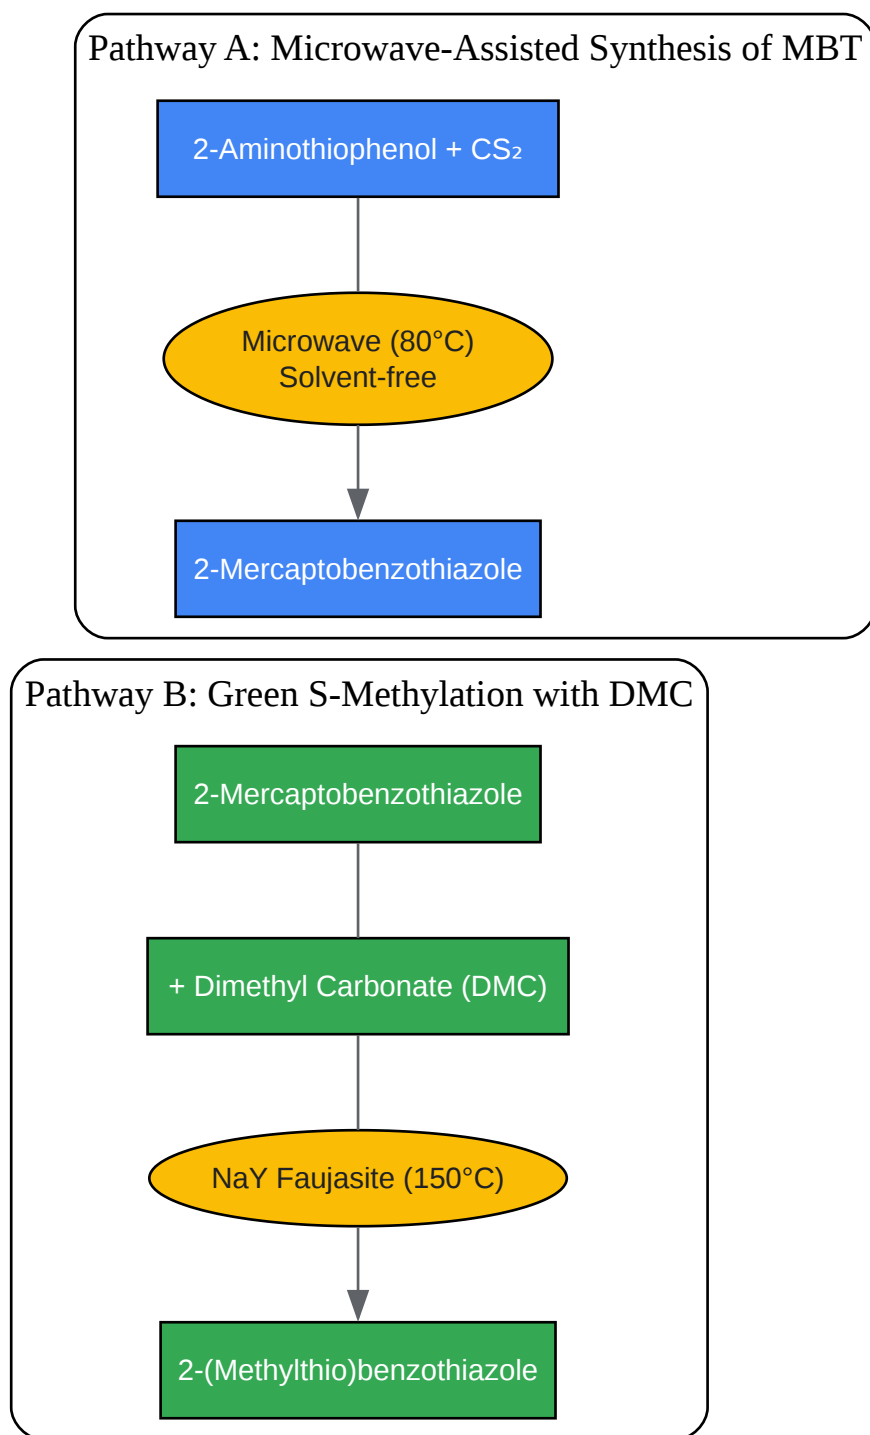 Pathway A: Microwave-Assisted Synthesis of MBT
2-Aminothiophenol + CS₂
Microwave (80°C)
Solvent-free
2-Mercaptobenzothiazole
Pathway B: Green S-Methylation with DMC
2-Mercaptobenzothiazole
+ Dimethyl Carbonate (DMC)
NaY Faujasite (150°C)
2-(Methylthio)benzothiazole